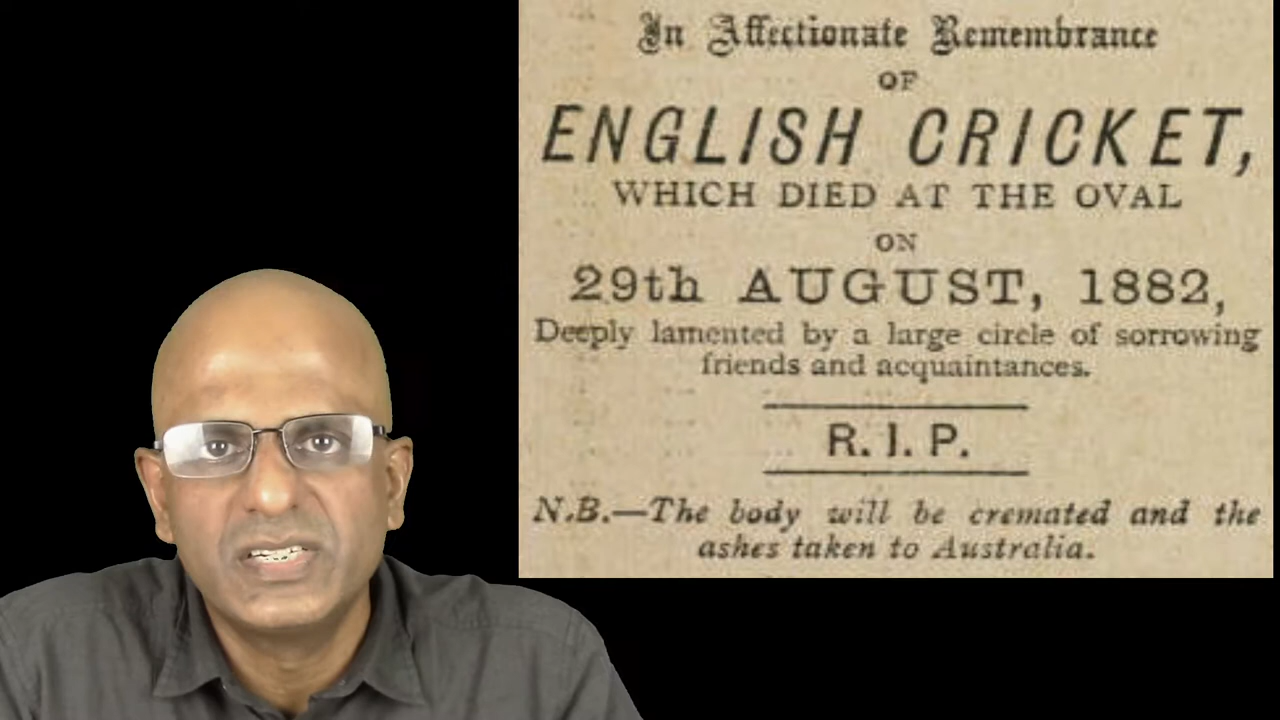 In Affectionate Remembrance
OF
ENGLISH CRICKET,
WHICH DIED AT THE OVAL
ON
29th AUGUST, 1882,
Deeply lamented by a large circle of sorrowing
friends and acquaintances.
R. I. P.
N.B.—The body will be cremated and the
ashes taken to Australia.